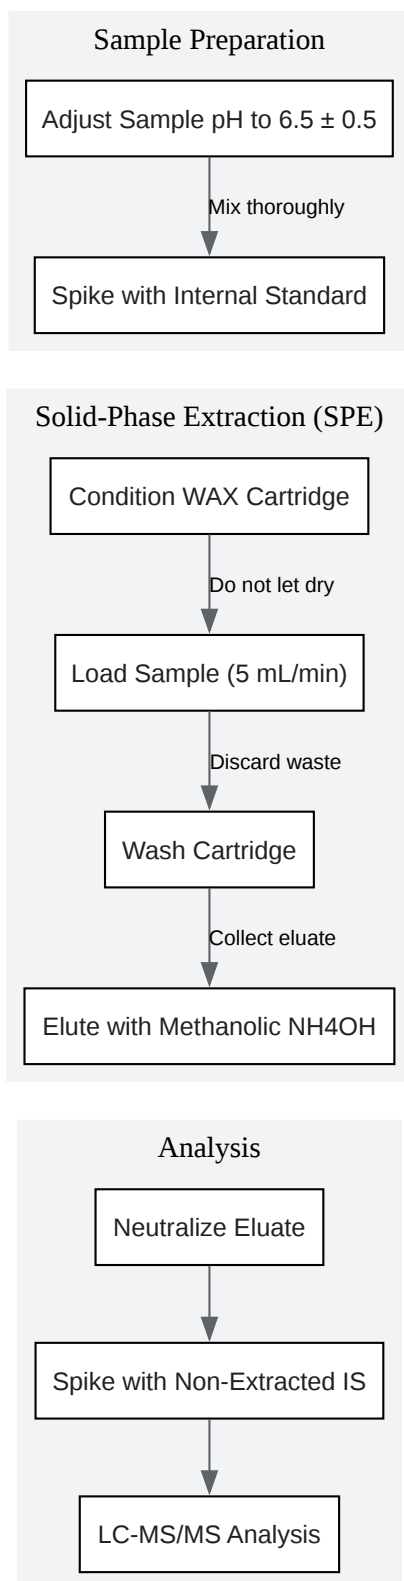 Sample Preparation
Adjust Sample pH to 6.5 ± 0.5
Mix thoroughly
Spike with Internal Standard
Solid-Phase Extraction (SPE)
Condition WAX Cartridge
Do not let dry
Load Sample (5 mL/min)
Discard waste
Wash Cartridge
Collect eluate
Elute with Methanolic NH4OH
Analysis
Neutralize Eluate
Spike with Non-Extracted IS
LC-MS/MS Analysis